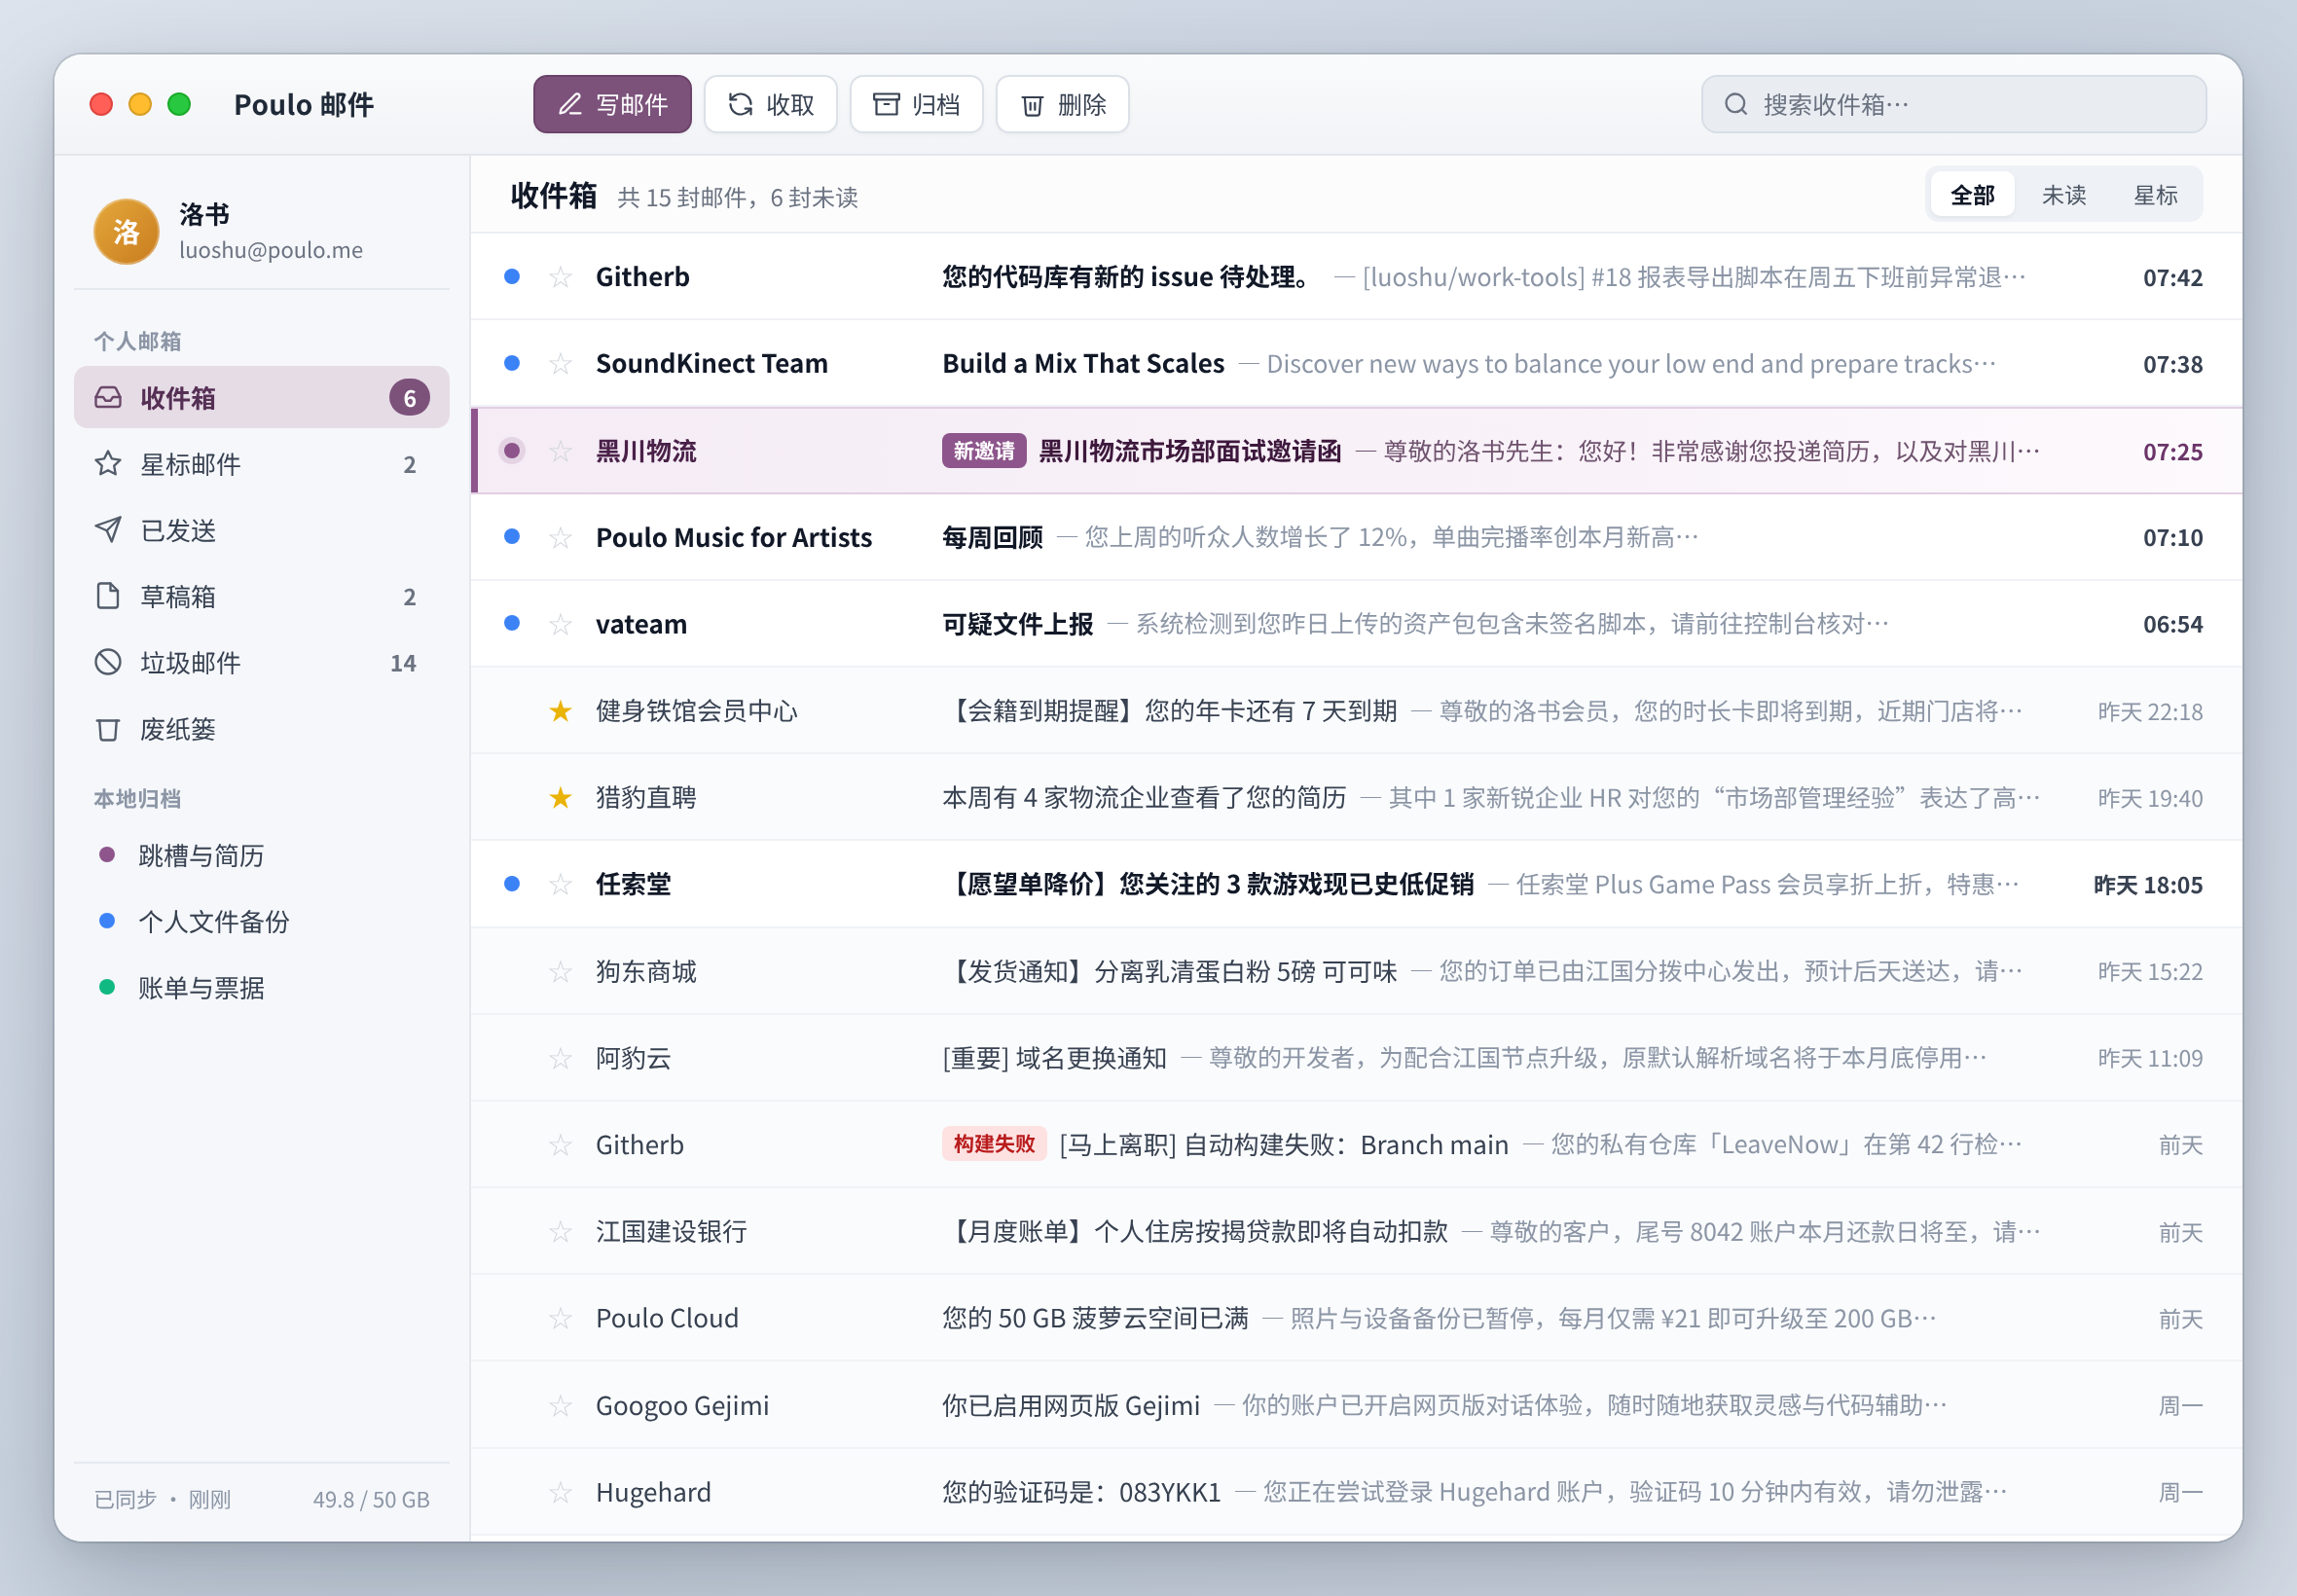 Poulo 邮件
写邮件
收取
归档
删除
搜索收件箱…
洛
洛书
luoshu@poulo.me
个人邮箱
收件箱 6
星标邮件 2
已发送
草稿箱 2
垃圾邮件 14
废纸篓
本地归档
跳槽与简历
个人文件备份
账单与票据
已同步 · 刚刚 49.8 / 50 GB
收件箱 共 15 封邮件，6 封未读
全部 未读 星标
☆ Githerb 您的代码库有新的 issue 待处理。 — [luoshu/work-tools] #18 报表导出脚本在周五下班前异常退… 07:42
☆ SoundKinect Team Build a Mix That Scales — Discover new ways to balance your low end and prepare tracks… 07:38
☆ 黑川物流 新邀请 黑川物流市场部面试邀请函 — 尊敬的洛书先生：您好！非常感谢您投递简历，以及对黑川… 07:25
☆ Poulo Music for Artists 每周回顾 — 您上周的听众人数增长了 12%，单曲完播率创本月新高… 07:10
☆ vateam 可疑文件上报 — 系统检测到您昨日上传的资产包包含未签名脚本，请前往控制台核对… 06:54
★ 健身铁馆会员中心 【会籍到期提醒】您的年卡还有 7 天到期 — 尊敬的洛书会员，您的时长卡即将到期，近期门店将… 昨天 22:18
★ 猎豹直聘 本周有 4 家物流企业查看了您的简历 — 其中 1 家新锐企业 HR 对您的“市场部管理经验”表达了高… 昨天 19:40
☆ 任索堂 【愿望单降价】您关注的 3 款游戏现已史低促销 — 任索堂 Plus Game Pass 会员享折上折，特惠… 昨天 18:05
☆ 狗东商城 【发货通知】分离乳清蛋白粉 5磅 可可味 — 您的订单已由江国分拨中心发出，预计后天送达，请… 昨天 15:22
☆ 阿豹云 [重要] 域名更换通知 — 尊敬的开发者，为配合江国节点升级，原默认解析域名将于本月底停用… 昨天 11:09
☆ Githerb 构建失败 [马上离职] 自动构建失败：Branch main — 您的私有仓库「LeaveNow」在第 42 行检… 前天
☆ 江国建设银行 【月度账单】个人住房按揭贷款即将自动扣款 — 尊敬的客户，尾号 8042 账户本月还款日将至，请… 前天
☆ Poulo Cloud 您的 50 GB 菠萝云空间已满 — 照片与设备备份已暂停，每月仅需 ¥21 即可升级至 200 GB… 前天
☆ Googoo Gejimi 你已启用网页版 Gejimi — 你的账户已开启网页版对话体验，随时随地获取灵感与代码辅助… 周一
☆ Hugehard 您的验证码是：083YKK1 — 您正在尝试登录 Hugehard 账户，验证码 10 分钟内有效，请勿泄露… 周一